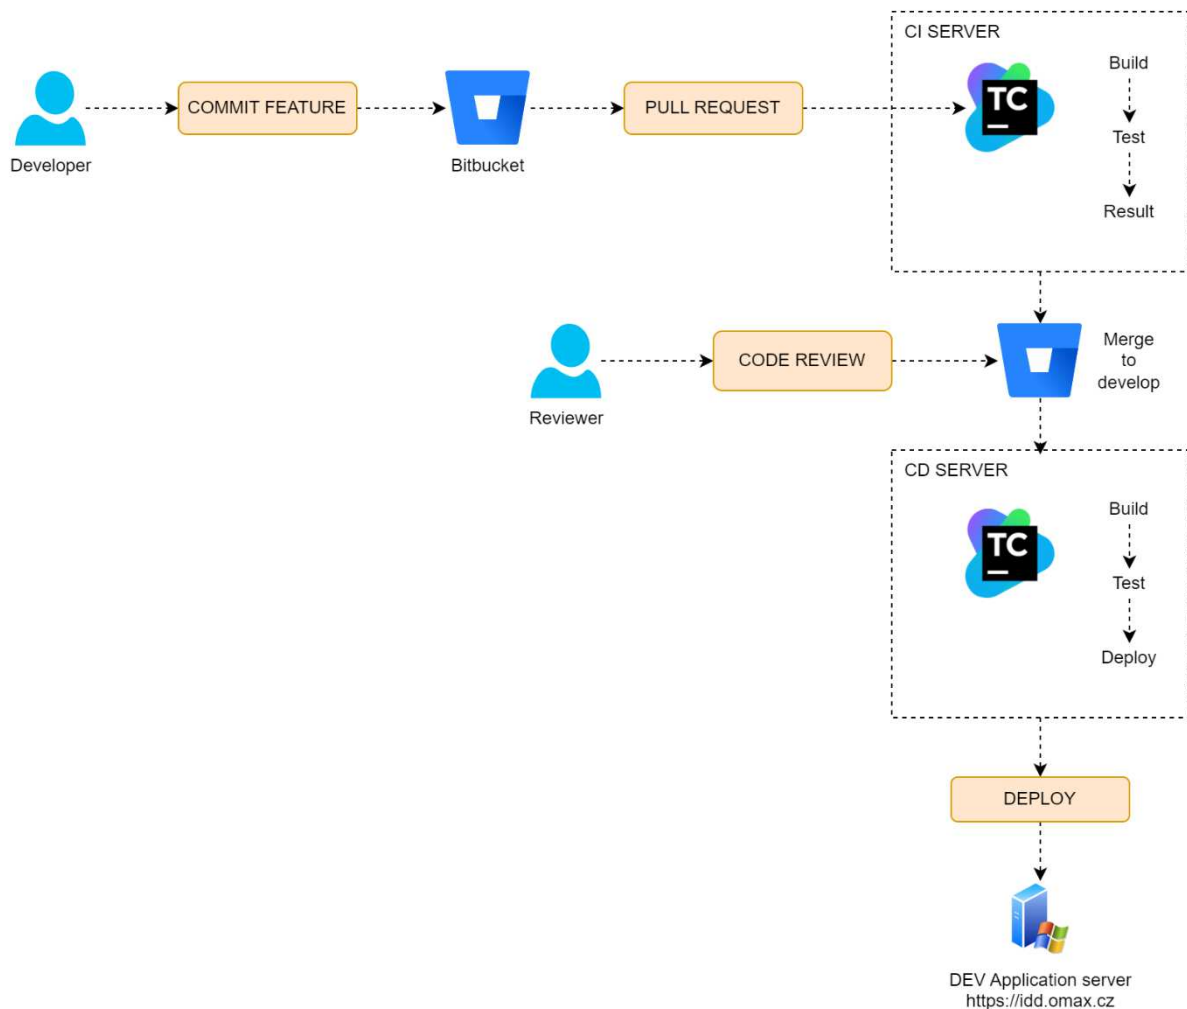 CI SERVER
TC
Build
COMMIT FEATURE
PULL REQUEST
Test
Developer
Bitbucket
Result
CODE REVIEW
Merge
to
develop
Reviewer
CD SERVER
TC
Build
Test
Deploy
DEPLOY
DEV Application server
https://idd.omax.cz